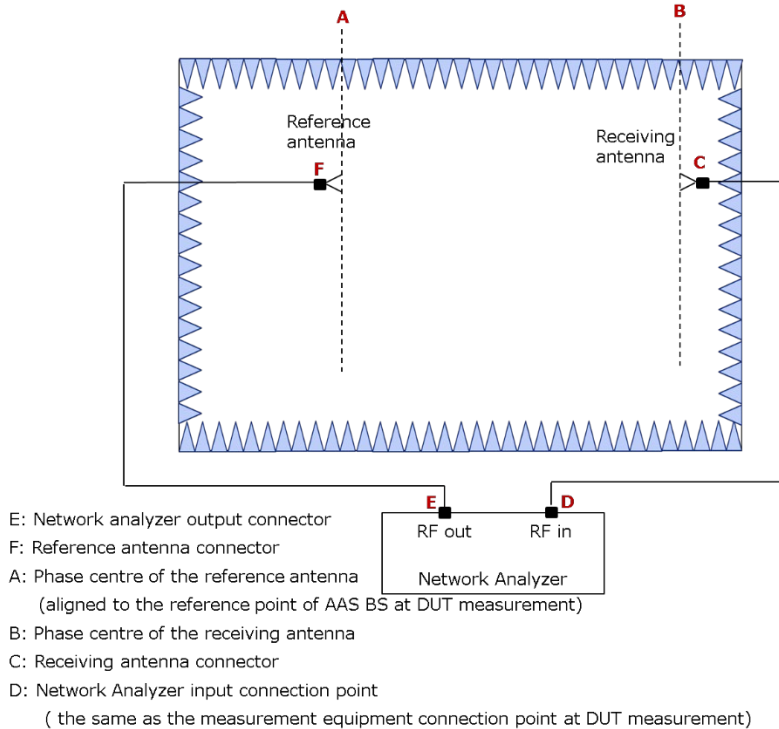 A
B
Reference
antenna
F
Receiving
antenna
C
E
D
RF out
RF in
Network Analyzer
E: Network analyzer output connector
F: Reference antenna connector
A: Phase centre of the reference antenna
(aligned to the reference point of AAS BS at DUT measurement)
B: Phase centre of the receiving antenna
C: Receiving antenna connector
D: Network Analyzer input connection point
( the same as the measurement equipment connection point at DUT measurement)